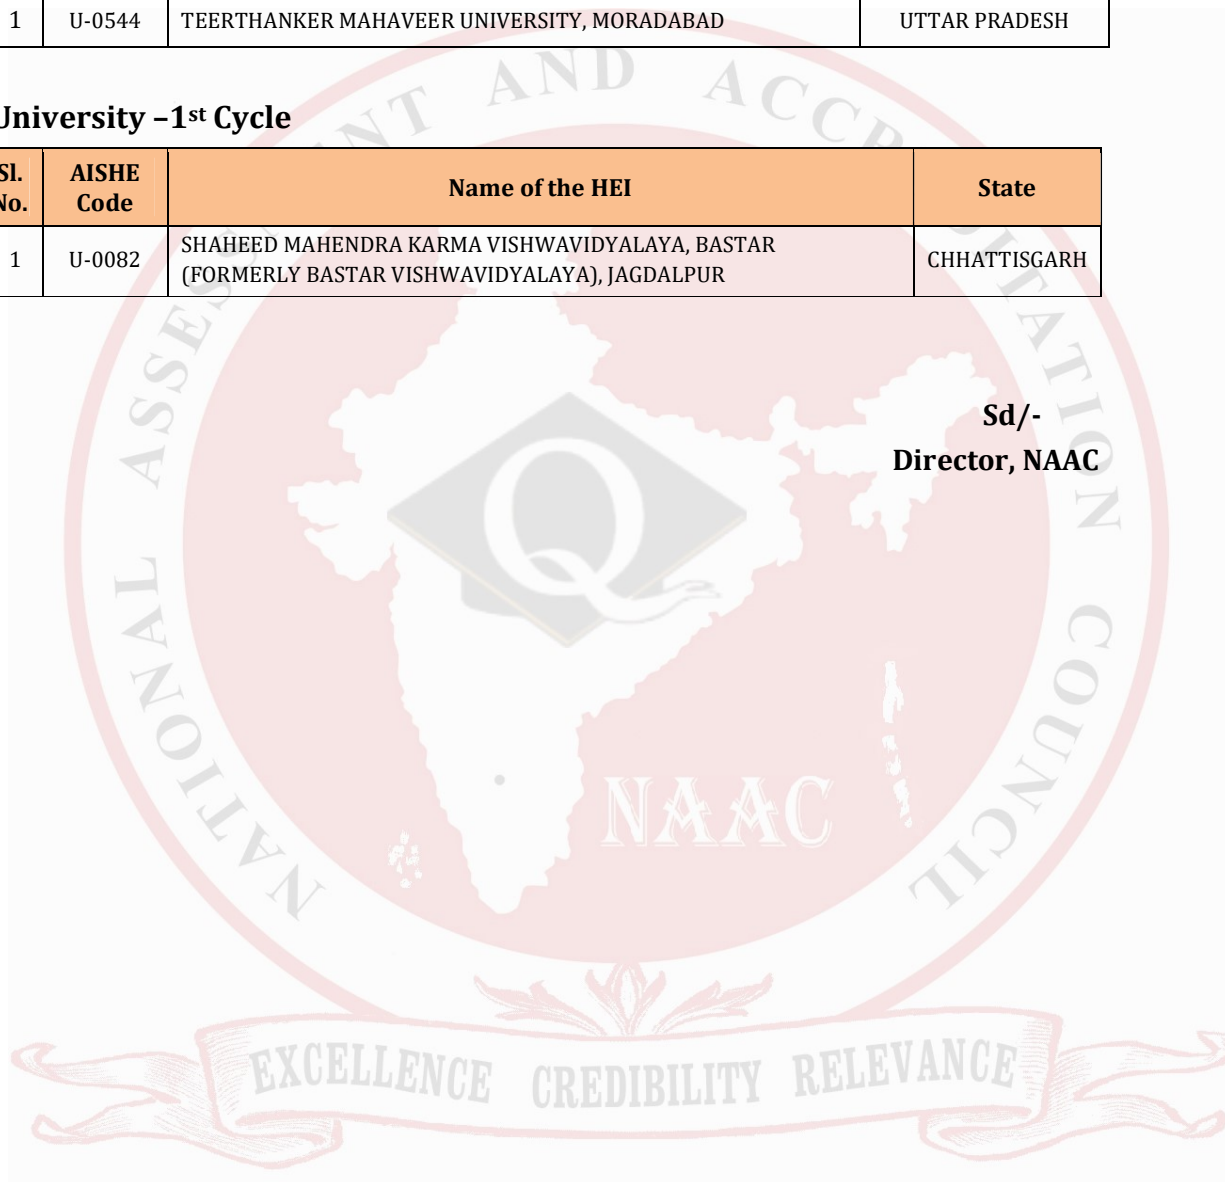 1 U-0544 TEERTHANKER MAHAVEER UNIVERSITY, MORADABAD UTTAR PRADESH
University –1st Cycle
Sl. No. AISHE Code Name of the HEI State
1 U-0082 SHAHEED MAHENDRA KARMA VISHWAVIDYALAYA, BASTAR
(FORMERLY BASTAR VISHWAVIDYALAYA), JAGDALPUR CHHATTISGARH
Sd/-
Director, NAAC
NATIONAL ASSESSMENT AND ACCREDITATION COUNCIL
Q
NAAC
EXCELLENCE CREDIBILITY RELEVANCE